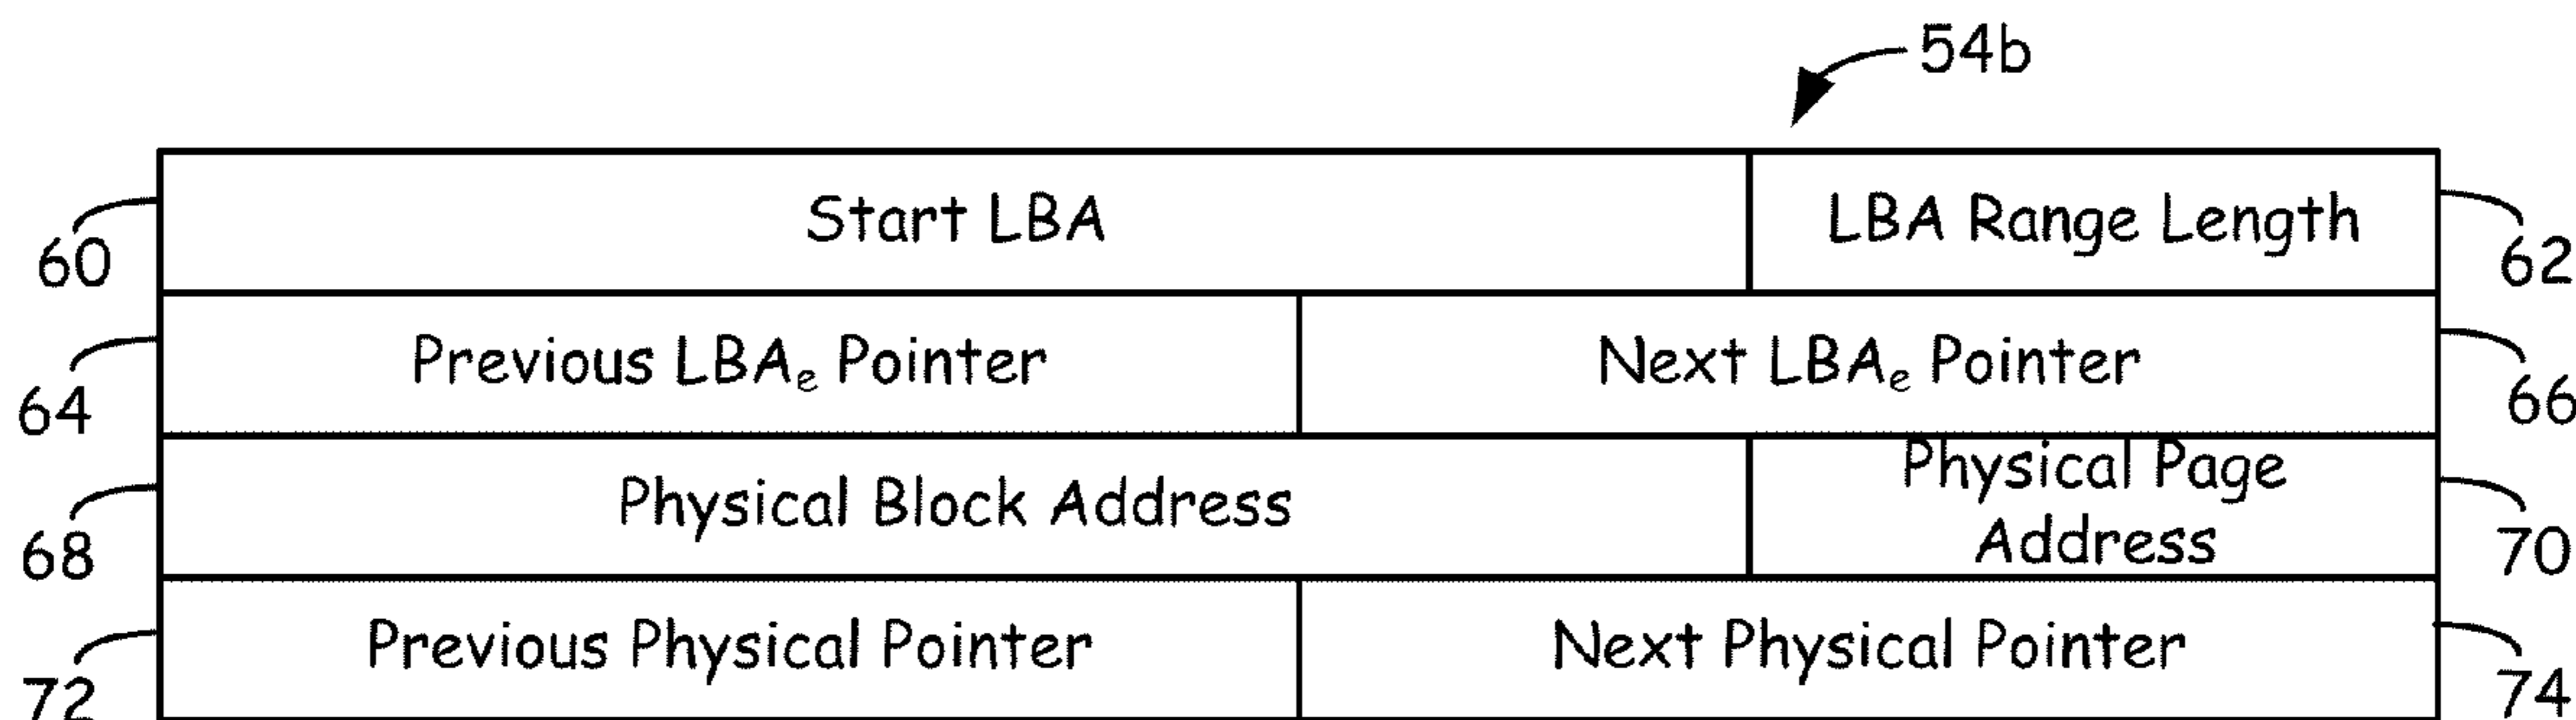 54b
Start LBA
LBA Range Length
60
62
Previous LBAe Pointer
Next LBAe Pointer
64
66
Physical Block Address
Physical Page
Address
68
70
Previous Physical Pointer
Next Physical Pointer
72
74